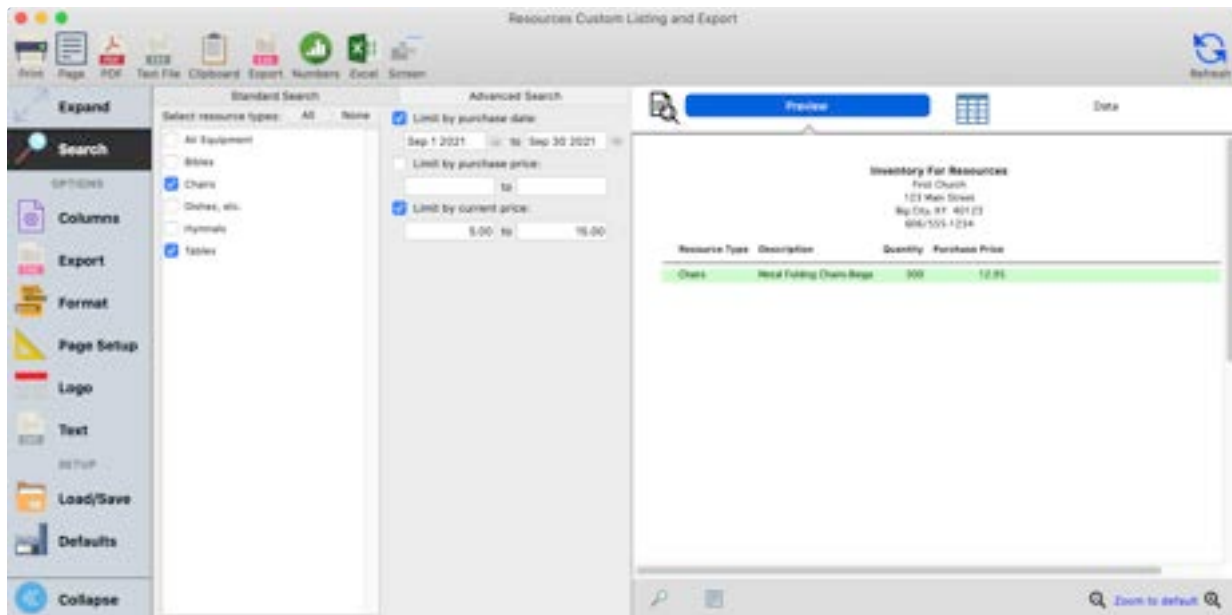 Resources Custom Listing and Export
Print Page PDF Text File Clipboard Export Numbers Excel Screen
Refresh
Expand
Search
OPTIONS
Columns
Export
Format
Page Setup
Logo
Text
SETUP
Load/Save
Defaults
Collapse
Standard Search
Select resource types: All None
AV Equipment
Bibles
Chairs
Dishes, etc.
Hymnals
Tables
Advanced Search
Limit by purchase date:
Sep 1 2021 to Sep 30 2021
Limit by purchase price:
to
Limit by current price:
5.00 to 15.00
Preview
Data
Inventory For Resources
First Church
123 Main Street
Big City, KY 40123
606/555-1234
Resource Type Description Quantity Purchase Price
Chairs Metal Folding Chairs-Beige 300 12.95
Zoom to default